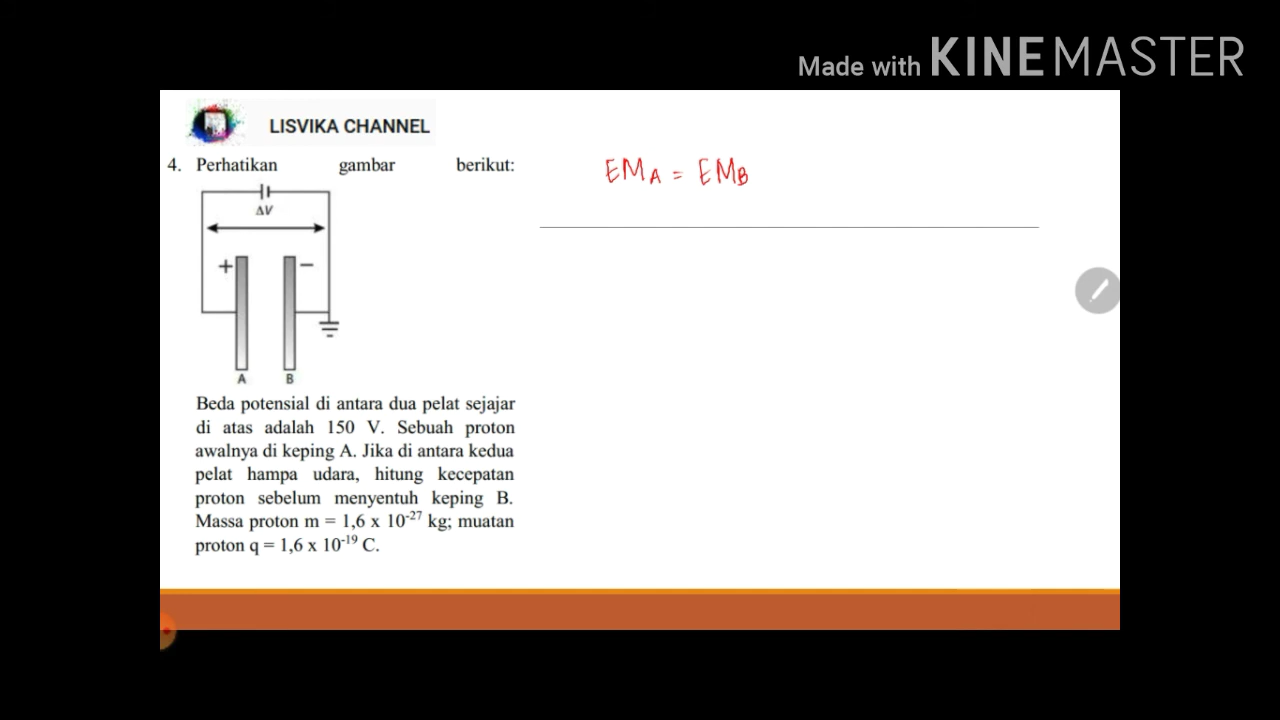 Made with KINEMASTER
LISVIKA CHANNEL
4. Perhatikan gambar berikut:
ΔV
+ −
A B
Beda potensial di antara dua pelat sejajar
di atas adalah 150 V. Sebuah proton
awalnya di keping A. Jika di antara kedua
pelat hampa udara, hitung kecepatan
proton sebelum menyentuh keping B.
Massa proton m = 1,6 x 10⁻²⁷ kg; muatan
proton q = 1,6 x 10⁻¹⁹ C.
EM_A = EM_B